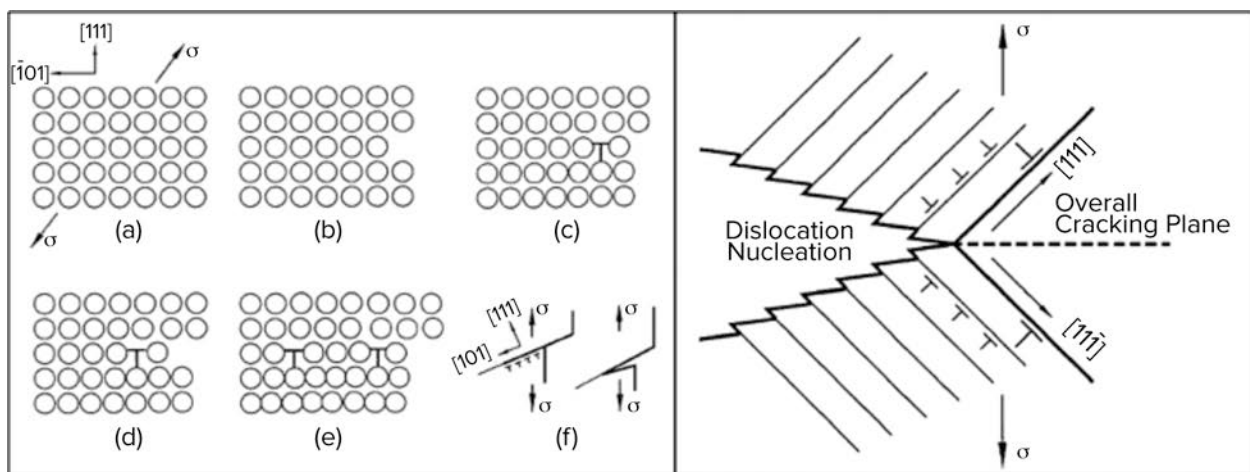 [111]
σ
[1̄01]
σ
(a)
(b)
(c)
(d)
(e)
[111]
[101]
σ
σ
σ
σ
(f)
σ
Dislocation
Nucleation
[111]
Overall
Cracking Plane
[111̄]
σ